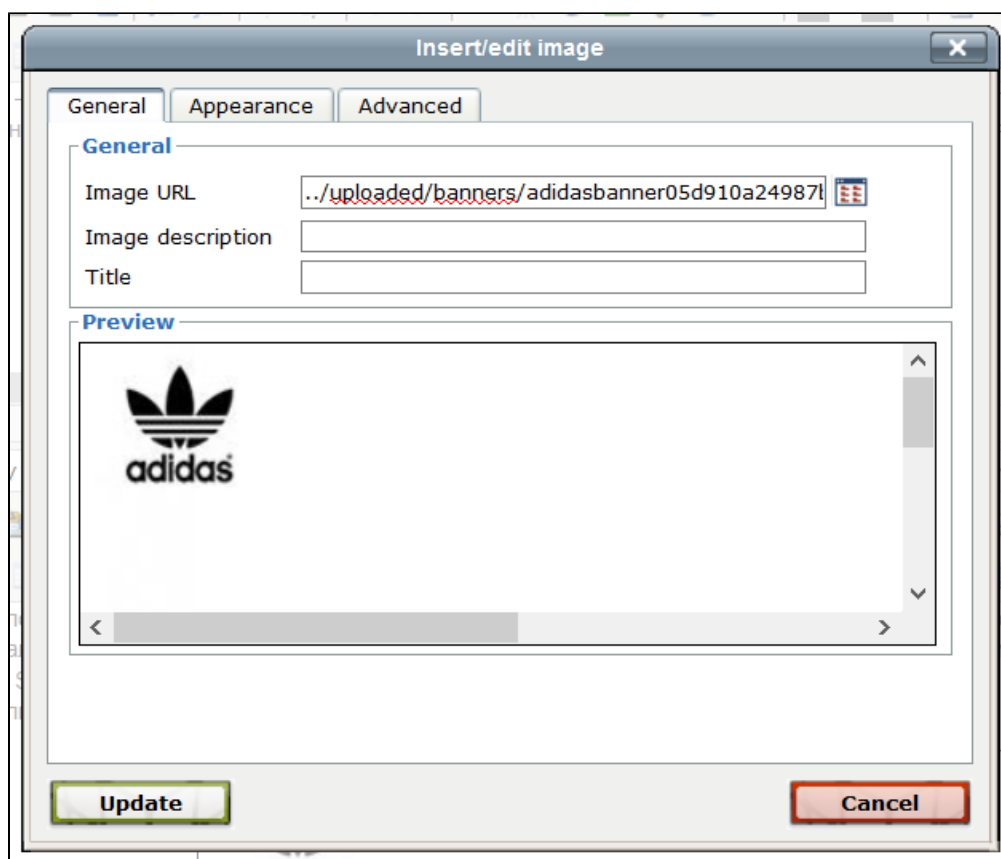 Insert/edit image
General Appearance Advanced
General
Image URL ../uploaded/banners/adidasbanner05d910a24987
Image description
Title
Preview
adidas
Update Cancel